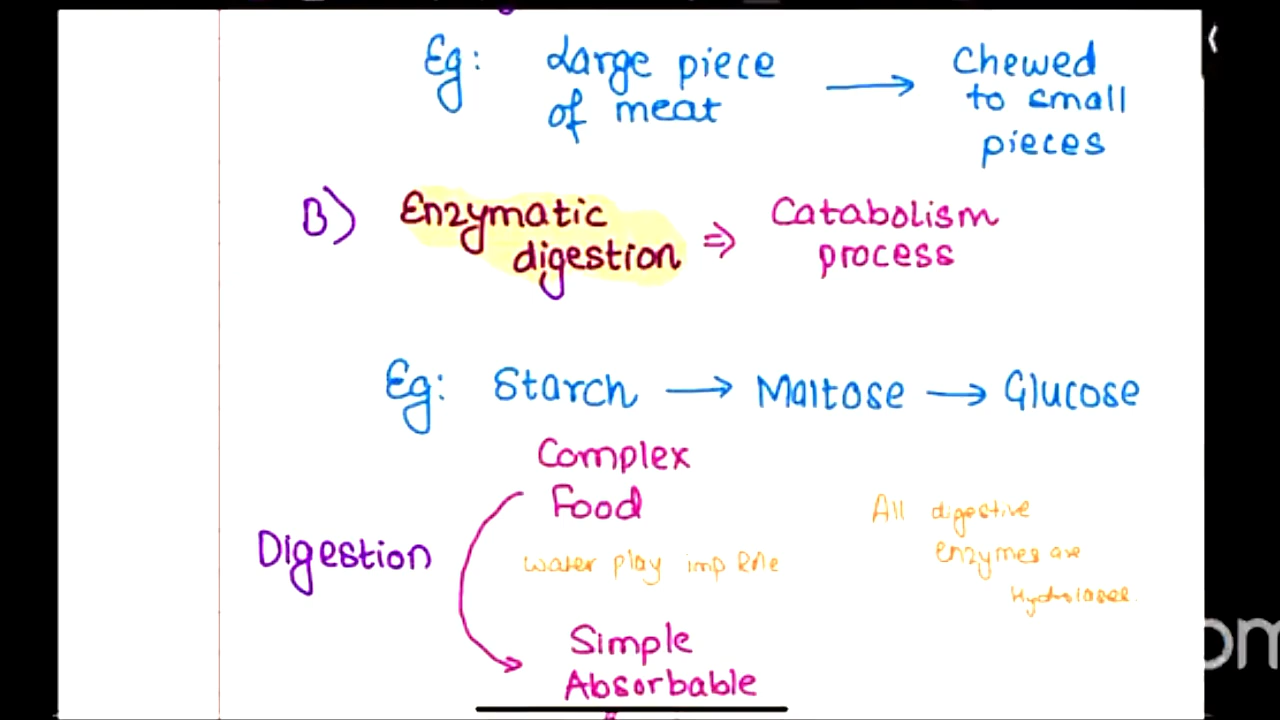 Eg: Large piece of meat → Chewed to small pieces
B) Enzymatic digestion ⇒ Catabolism process
Eg: Starch → Maltose → Glucose
Complex
Food
All digestive
enzymes are
Hydrolases.
Digestion
water play imp
Simple
Absorbable
om